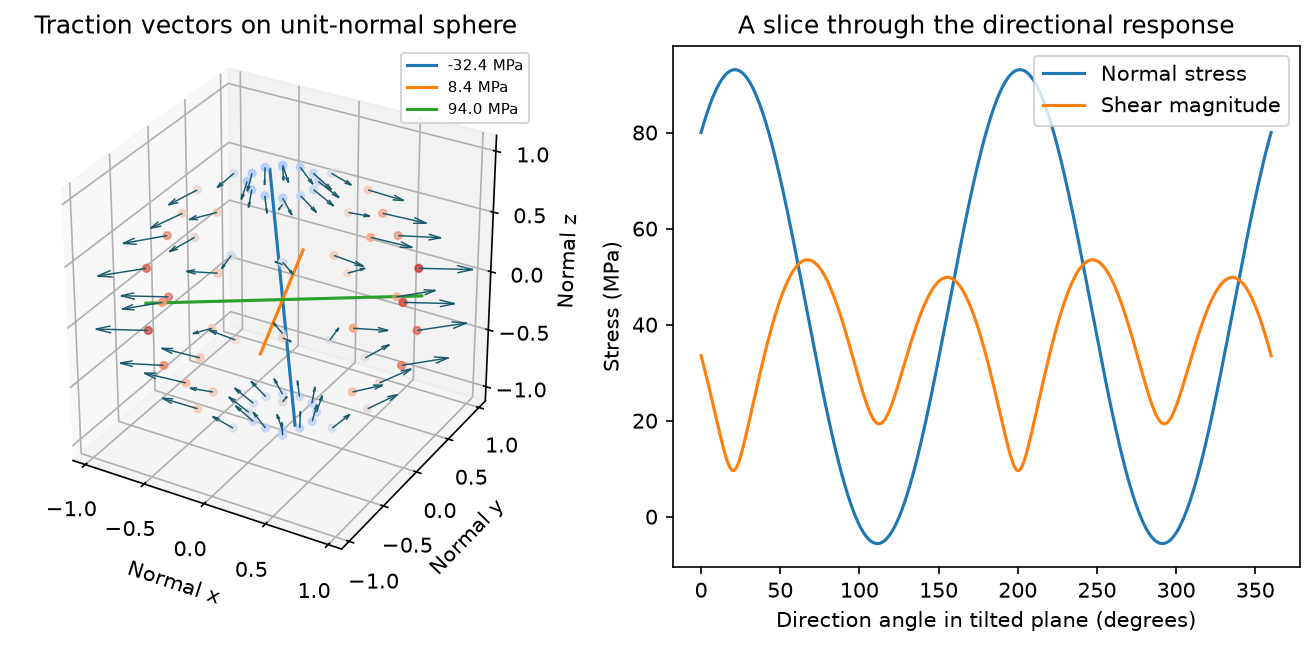 Traction vectors on unit-normal sphere
-32.4 MPa
8.4 MPa
94.0 MPa
1.0
0.5
0.0
−0.5
−1.0
Normal z
1.0
0.5
0.0
−0.5
−1.0
Normal y
−1.0
−0.5
0.0
0.5
1.0
Normal x
A slice through the directional response
Normal stress
Shear magnitude
80
60
40
20
0
Stress (MPa)
0 50 100 150 200 250 300 350
Direction angle in tilted plane (degrees)